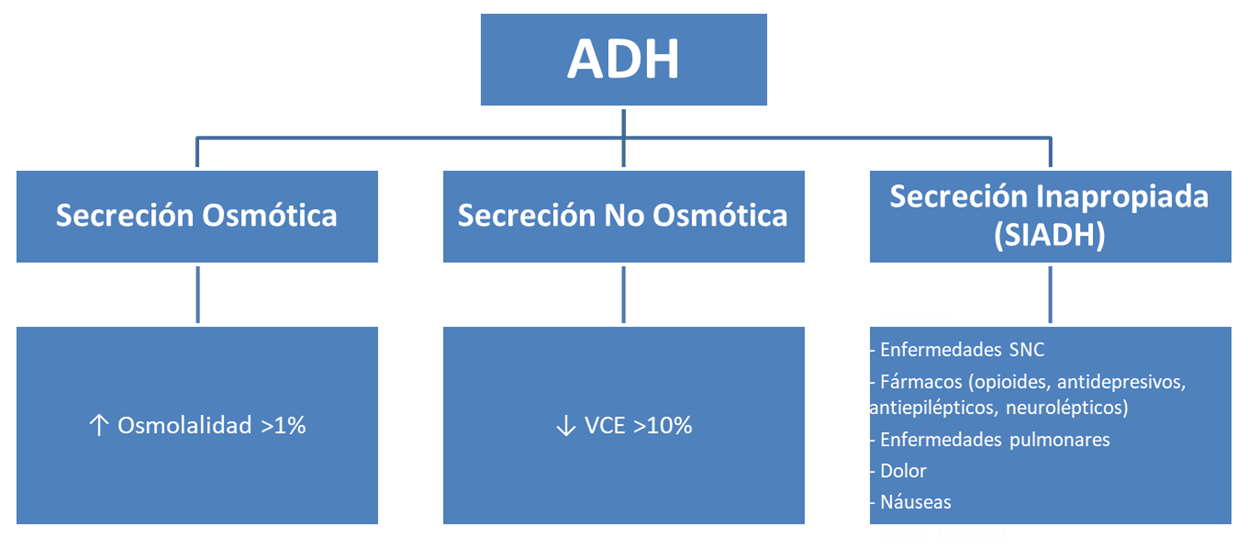 ADH
Secreción Osmótica
Secreción No Osmótica
Secreción Inapropiada
(SIADH)
↑ Osmolalidad >1%
↓ VCE >10%
- Enfermedades SNC
- Fármacos (opioides, antidepresivos,
antiepilépticos, neurolépticos)
- Enfermedades pulmonares
- Dolor
- Náuseas